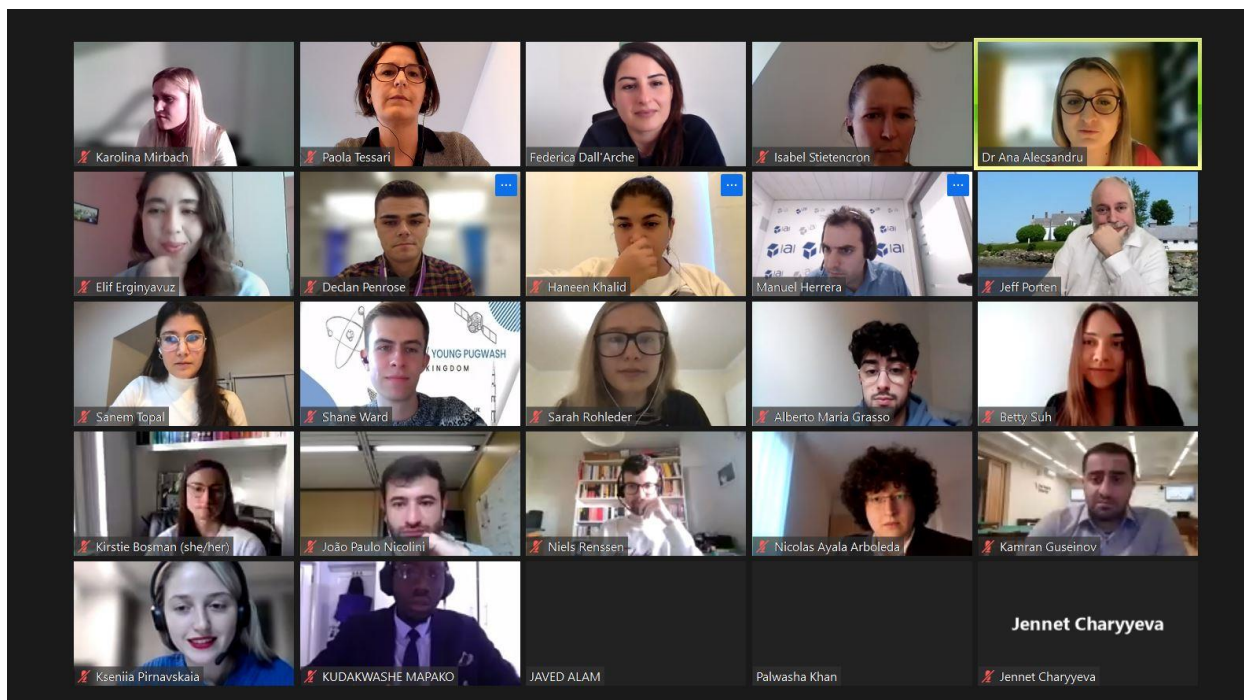 Karolina Mirbach
Paola Tessari
Federica Dall'Arche
Isabel Stietencron
Dr Ana Alecsandru
Elif Erginyavuz
Declan Penrose
Haneen Khalid
iai
iai
iai
Manuel Herrera
Jeff Porten
Sanem Topal
YOUNG PUGWASH
KINGDOM
Shane Ward
Sarah Rohleder
Alberto Maria Grasso
Betty Suh
Kirstie Bosman (she/her)
João Paulo Nicolini
Niels Renssen
Nicolas Ayala Arboleda
Kamran Guseinov
Kseniia Pirnavskaia
KUDAKWASHE MAPAKO
JAVED ALAM
Palwasha Khan
Jennet Charyyeva
Jennet Charyyeva